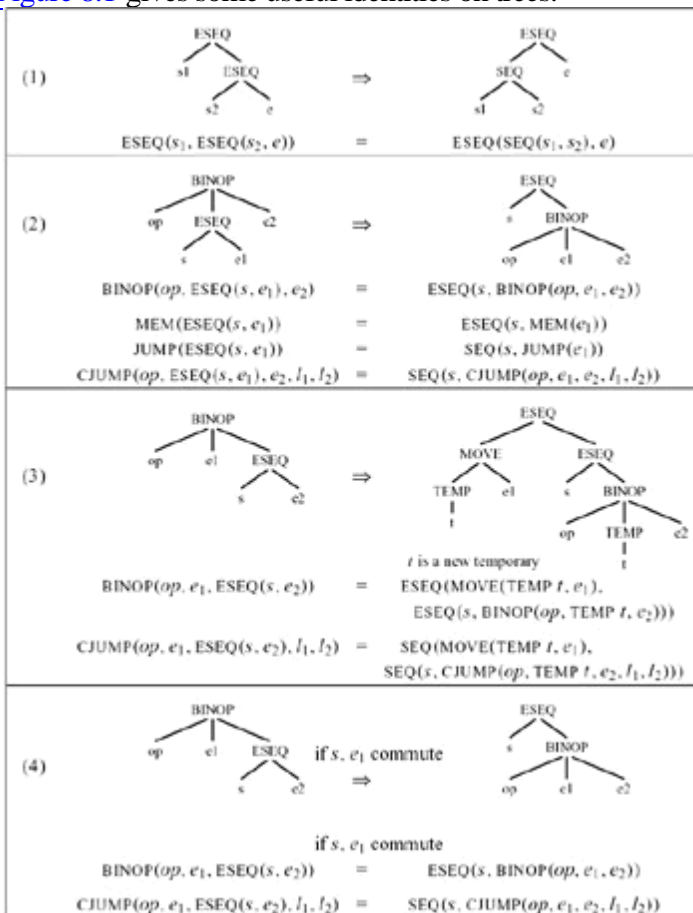 Figure 8.1 gives some useful identities on trees.
ESEQ ESEQ
(1) s1 ESEQ ⇒ SEQ e
s2 e s1 s2
ESEQ(s₁, ESEQ(s₂, e)) = ESEQ(SEQ(s₁, s₂), e)
BINOP ESEQ
(2) op ESEQ e2 ⇒ s BINOP
s e1 op e1 e2
BINOP(op, ESEQ(s, e₁), e₂) = ESEQ(s, BINOP(op, e₁, e₂))
MEM(ESEQ(s, e₁)) = ESEQ(s, MEM(e₁))
JUMP(ESEQ(s, e₁)) = SEQ(s, JUMP(e₁))
CJUMP(op, ESEQ(s, e₁), e₂, l₁, l₂) = SEQ(s, CJUMP(op, e₁, e₂, l₁, l₂))
BINOP ESEQ
(3) op e1 ESEQ ⇒ MOVE ESEQ
s e2 TEMP e1 s BINOP
t op TEMP e2
t
t is a new temporary
BINOP(op, e₁, ESEQ(s, e₂)) = ESEQ(MOVE(TEMP t, e₁),
ESEQ(s, BINOP(op, TEMP t, e₂)))
CJUMP(op, e₁, ESEQ(s, e₂), l₁, l₂) = SEQ(MOVE(TEMP t, e₁),
SEQ(s, CJUMP(op, TEMP t, e₂, l₁, l₂)))
BINOP ESEQ
(4) op e1 ESEQ if s, e₁ commute ⇒ s BINOP
s e2 op e1 e2
if s, e₁ commute
BINOP(op, e₁, ESEQ(s, e₂)) = ESEQ(s, BINOP(op, e₁, e₂))
CJUMP(op, e₁, ESEQ(s, e₂), l₁, l₂) = SEQ(s, CJUMP(op, e₁, e₂, l₁, l₂))